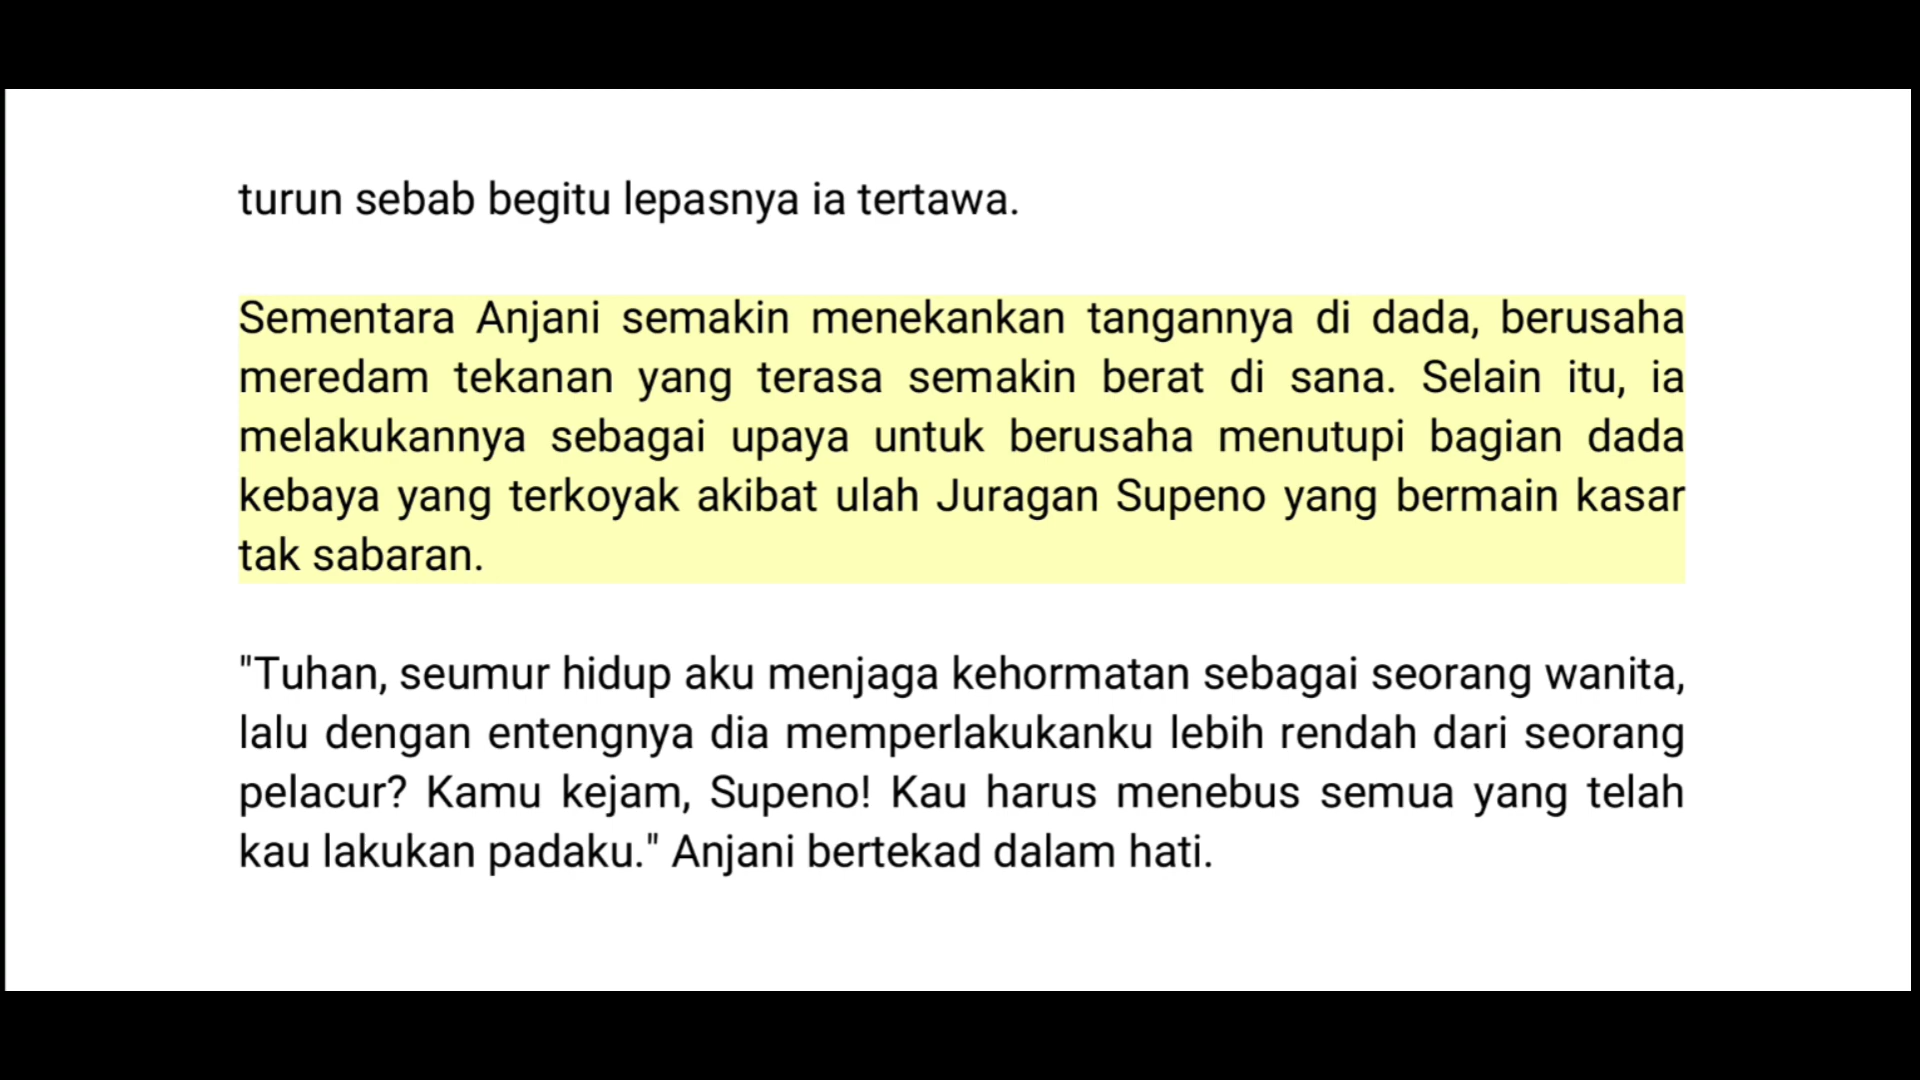 turun sebab begitu lepasnya ia tertawa.
Sementara Anjani semakin menekankan tangannya di dada, berusaha
meredam tekanan yang terasa semakin berat di sana. Selain itu, ia
melakukannya sebagai upaya untuk berusaha menutupi bagian dada
kebaya yang terkoyak akibat ulah Juragan Supeno yang bermain kasar
tak sabaran.
"Tuhan, seumur hidup aku menjaga kehormatan sebagai seorang wanita,
lalu dengan entengnya dia memperlakukanku lebih rendah dari seorang
pelacur? Kamu kejam, Supeno! Kau harus menebus semua yang telah
kau lakukan padaku." Anjani bertekad dalam hati.